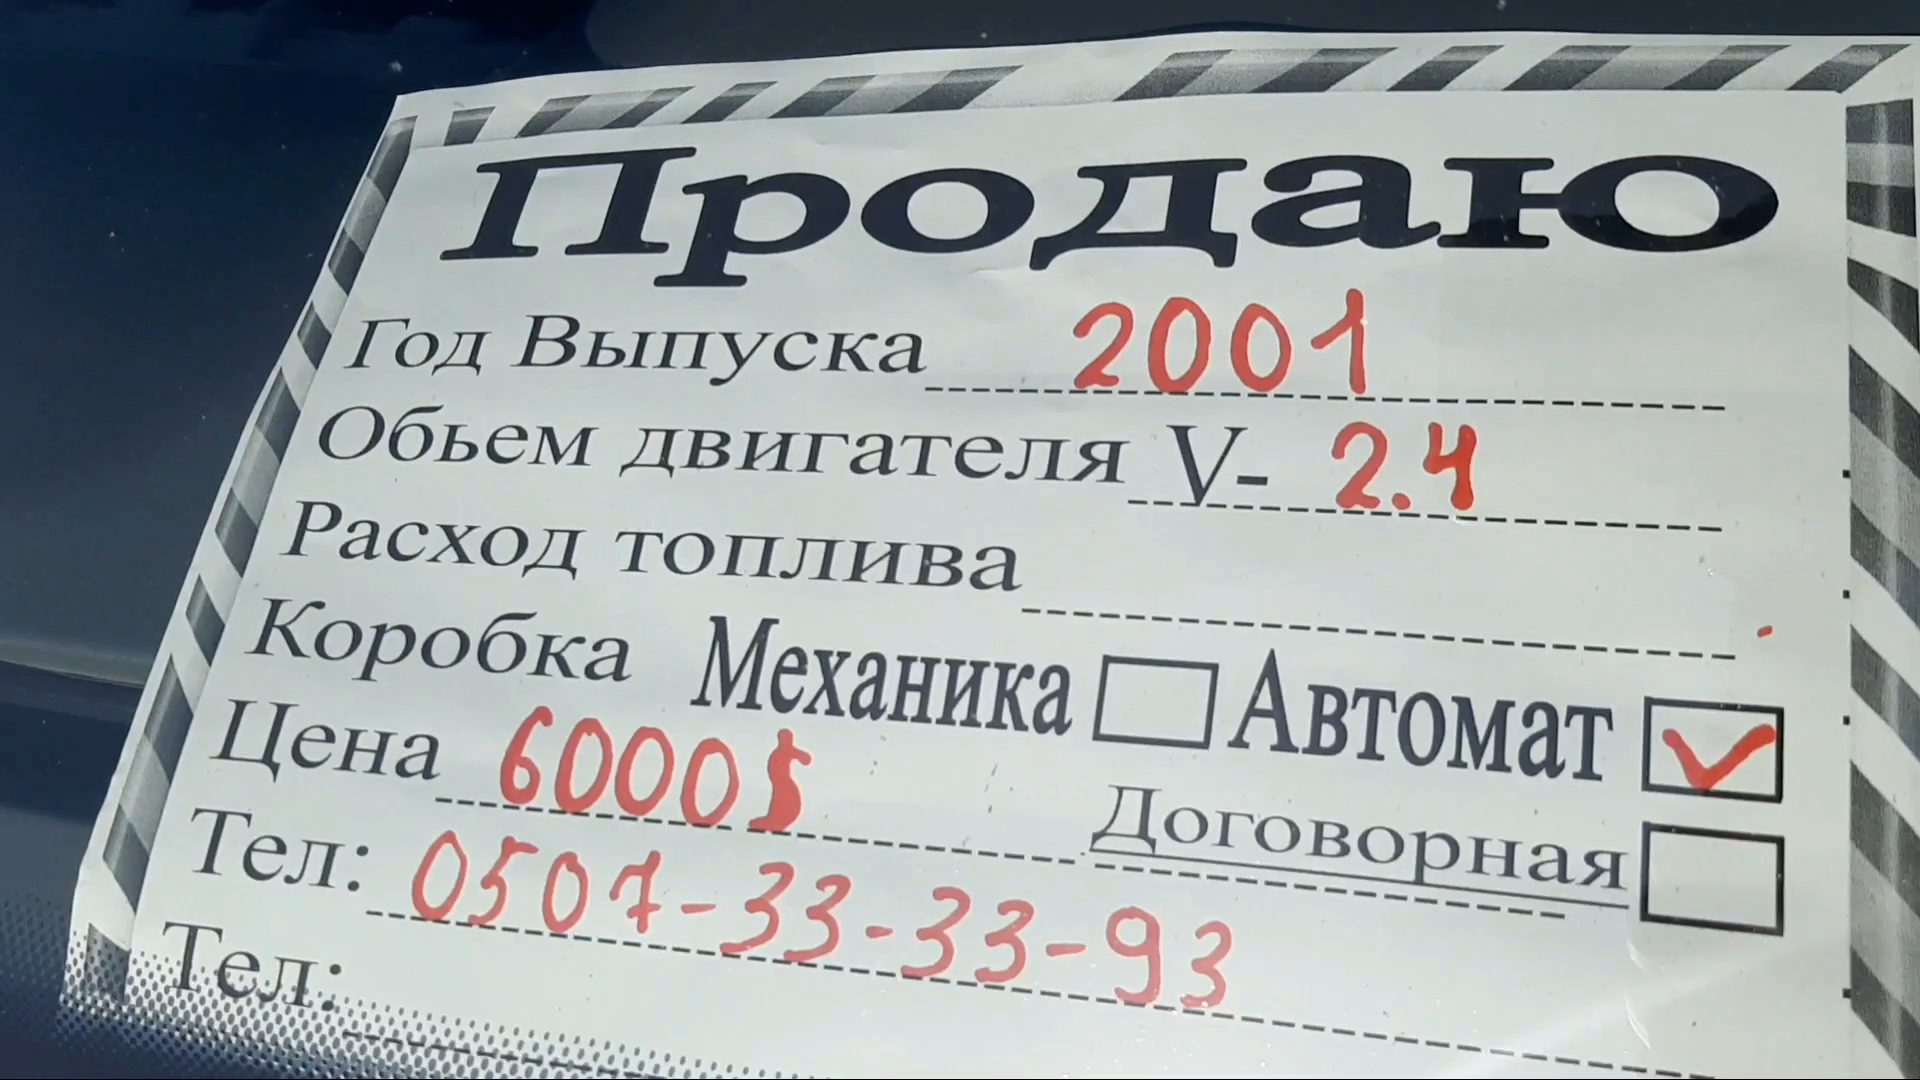 Продаю
Год Выпуска 2001
Обьем двигателя V- 2.4
Расход топлива
Коробка Механика Автомат
Цена 6000$ Договорная
Тел: 0507-33-33-93
Тел: